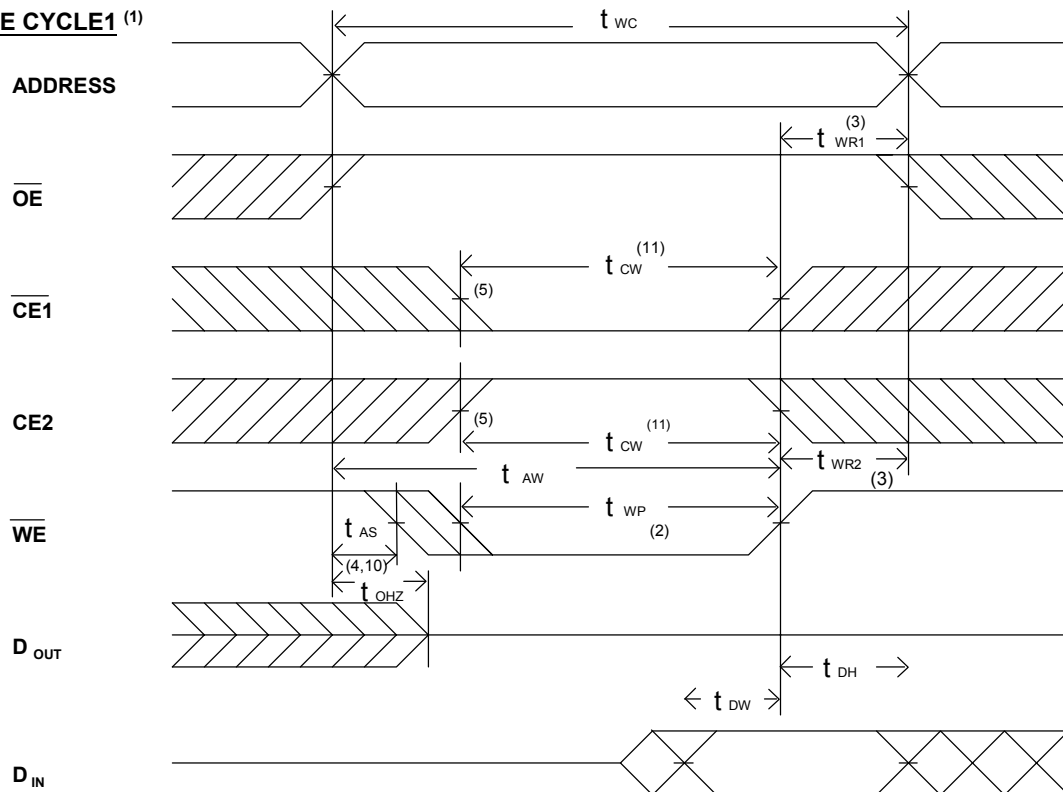 E CYCLE1 (1)
t WC
ADDRESS
t WR1 (3)
OE
t CW (11)
CE1
(5)
CE2
(5)
t CW (11)
t AW
t WR2 (3)
WE
t AS
t WP (2)
(4,10)
t OHZ
D OUT
t DH
t DW
D IN